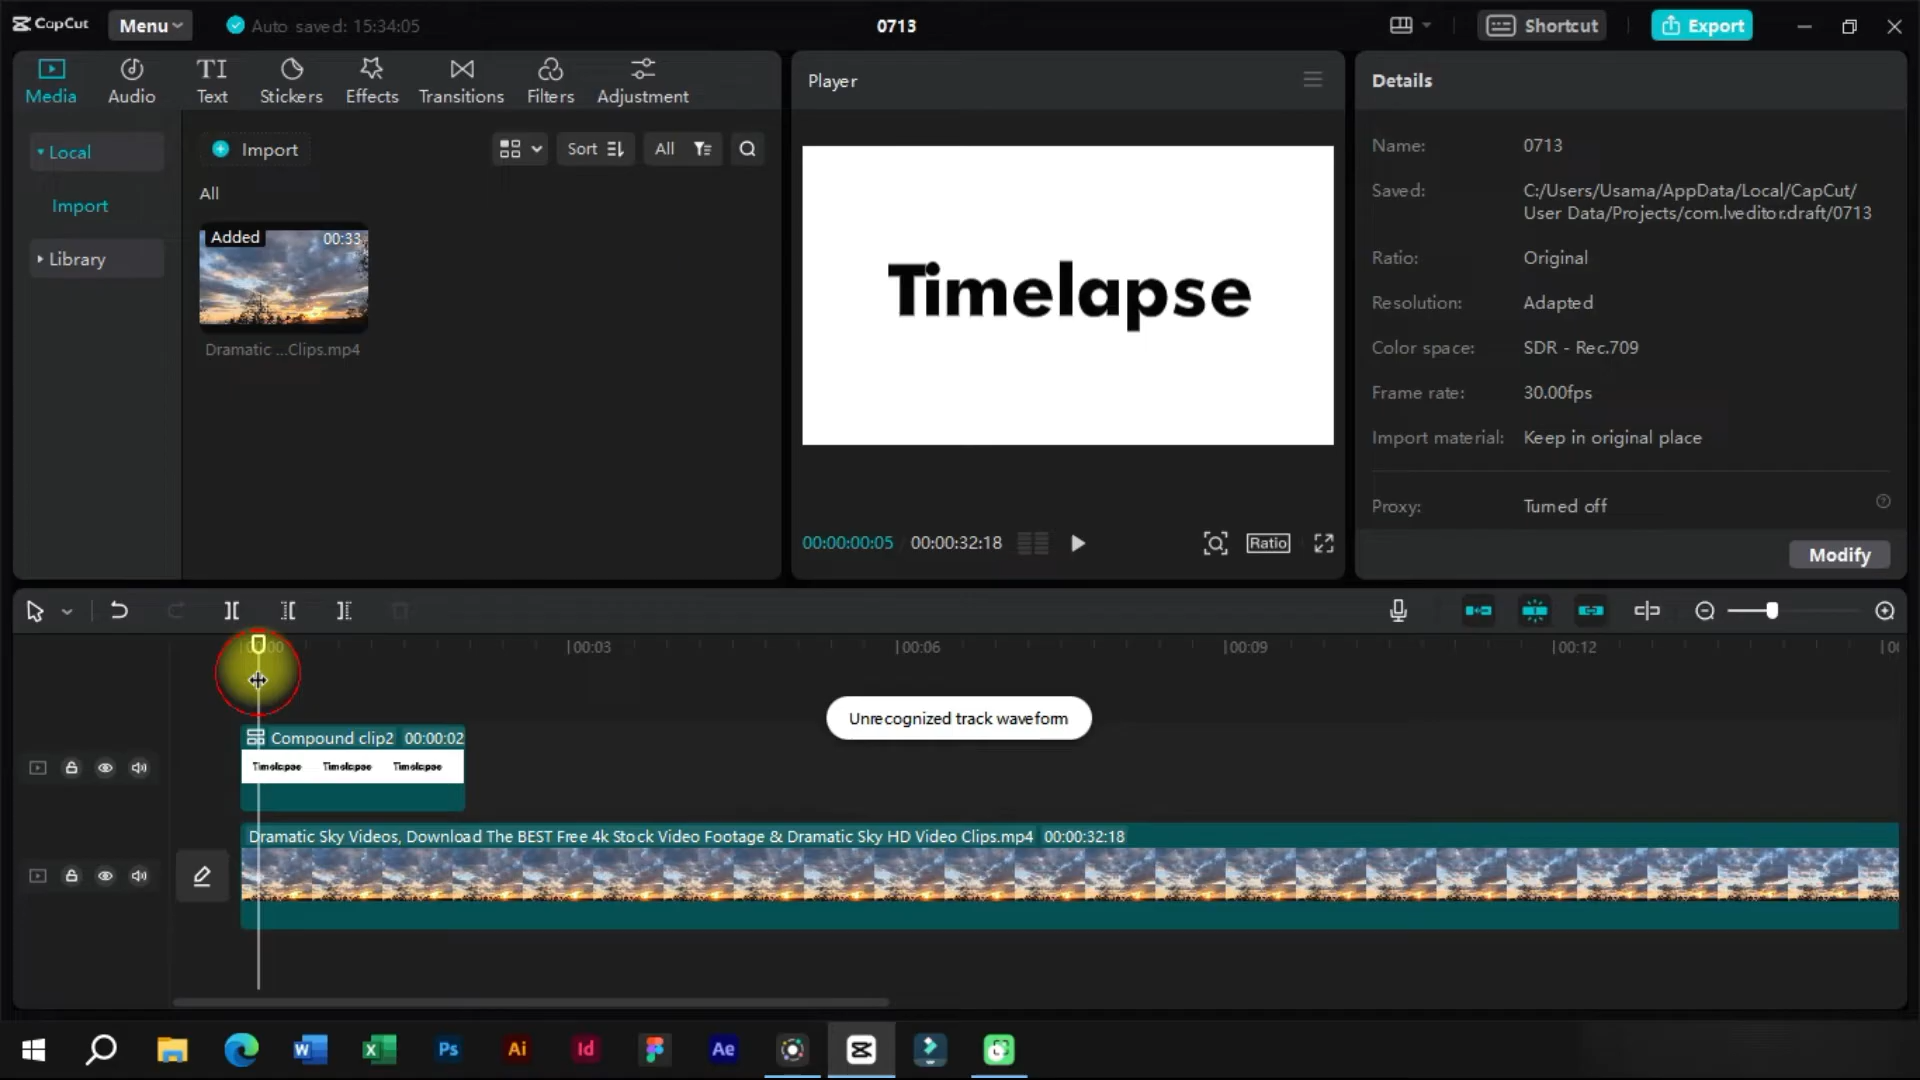 CapCut
Menu
Auto saved: 15:34:05
0713
Shortcut
Export
Media
Audio
TI
Text
Stickers
Effects
Transitions
Filters
Adjustment
Local
Import
Library
Import
Sort
All
All
Added
00:33
Dramatic ...Clips.mp4
Player
Timelapse
00:00:00:05
00:00:32:18
Ratio
Details
Name:
0713
Saved:
C:/Users/Usama/AppData/Local/CapCut/
User Data/Projects/com.lveditor.draft/0713
Ratio:
Original
Resolution:
Adapted
Color space:
SDR - Rec.709
Frame rate:
30.00fps
Import material:
Keep in original place
Proxy:
Turned off
Modify
00:03
00:06
00:09
00:12
Unrecognized track waveform
Compound clip2 00:00:02
Timelapse Timelapse Timelapse
Dramatic Sky Videos, Download The BEST Free 4k Stock Video Footage & Dramatic Sky HD Video Clips.mp4 00:00:32:18
W
X
Ps
Ai
Id
Ae